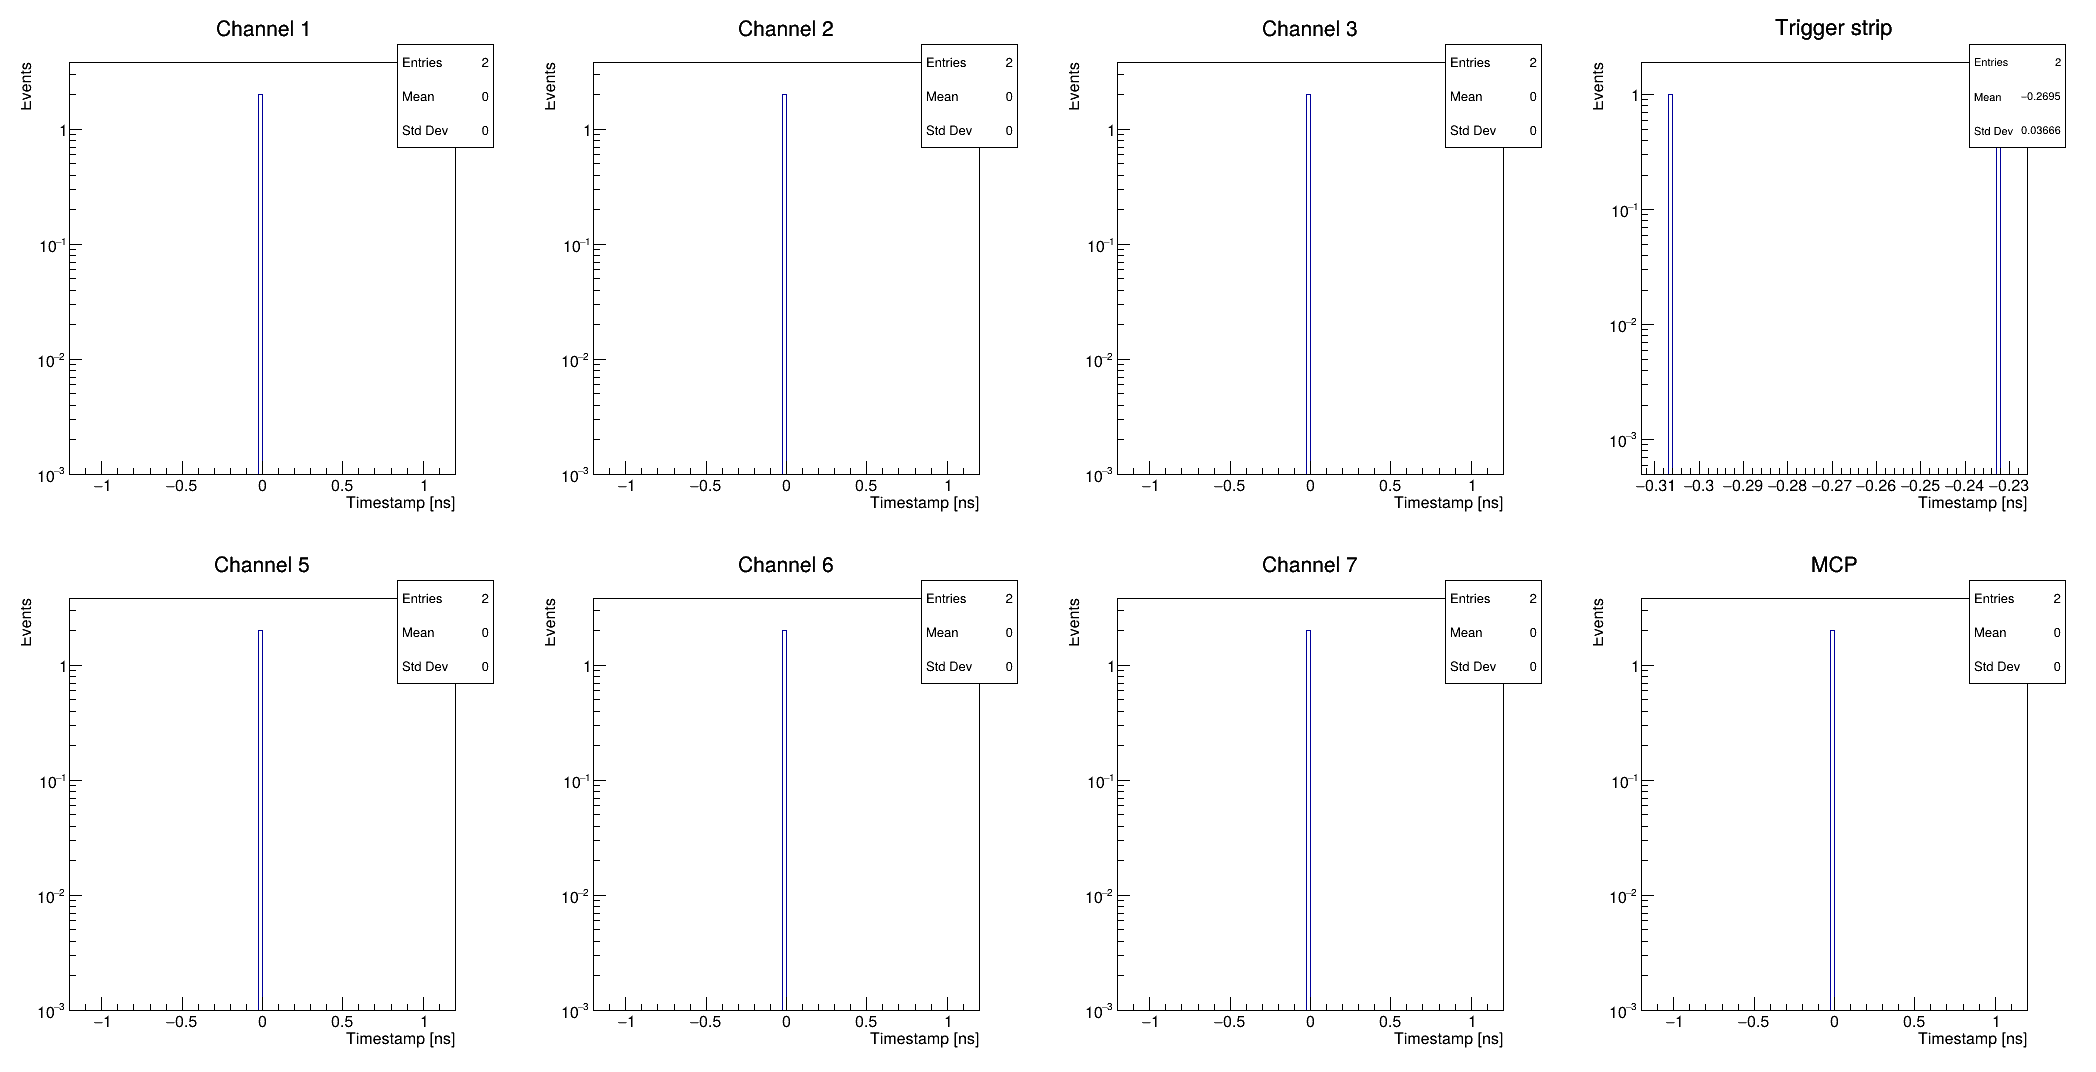 Channel 1
Events
Entries 2
Mean 0
Std Dev 0
1
10⁻¹
10⁻²
10⁻³
−1 −0.5 0 0.5 1
Timestamp [ns]
Channel 2
Events
Entries 2
Mean 0
Std Dev 0
1
10⁻¹
10⁻²
10⁻³
−1 −0.5 0 0.5 1
Timestamp [ns]
Channel 3
Events
Entries 2
Mean 0
Std Dev 0
1
10⁻¹
10⁻²
10⁻³
−1 −0.5 0 0.5 1
Timestamp [ns]
Trigger strip
Events
Entries 2
Mean −0.2695
Std Dev 0.03666
1
10⁻¹
10⁻²
10⁻³
−0.31 −0.3 −0.29 −0.28 −0.27 −0.26 −0.25 −0.24 −0.23
Timestamp [ns]
Channel 5
Events
Entries 2
Mean 0
Std Dev 0
1
10⁻¹
10⁻²
10⁻³
−1 −0.5 0 0.5 1
Timestamp [ns]
Channel 6
Events
Entries 2
Mean 0
Std Dev 0
1
10⁻¹
10⁻²
10⁻³
−1 −0.5 0 0.5 1
Timestamp [ns]
Channel 7
Events
Entries 2
Mean 0
Std Dev 0
1
10⁻¹
10⁻²
10⁻³
−1 −0.5 0 0.5 1
Timestamp [ns]
MCP
Events
Entries 2
Mean 0
Std Dev 0
1
10⁻¹
10⁻²
10⁻³
−1 −0.5 0 0.5 1
Timestamp [ns]